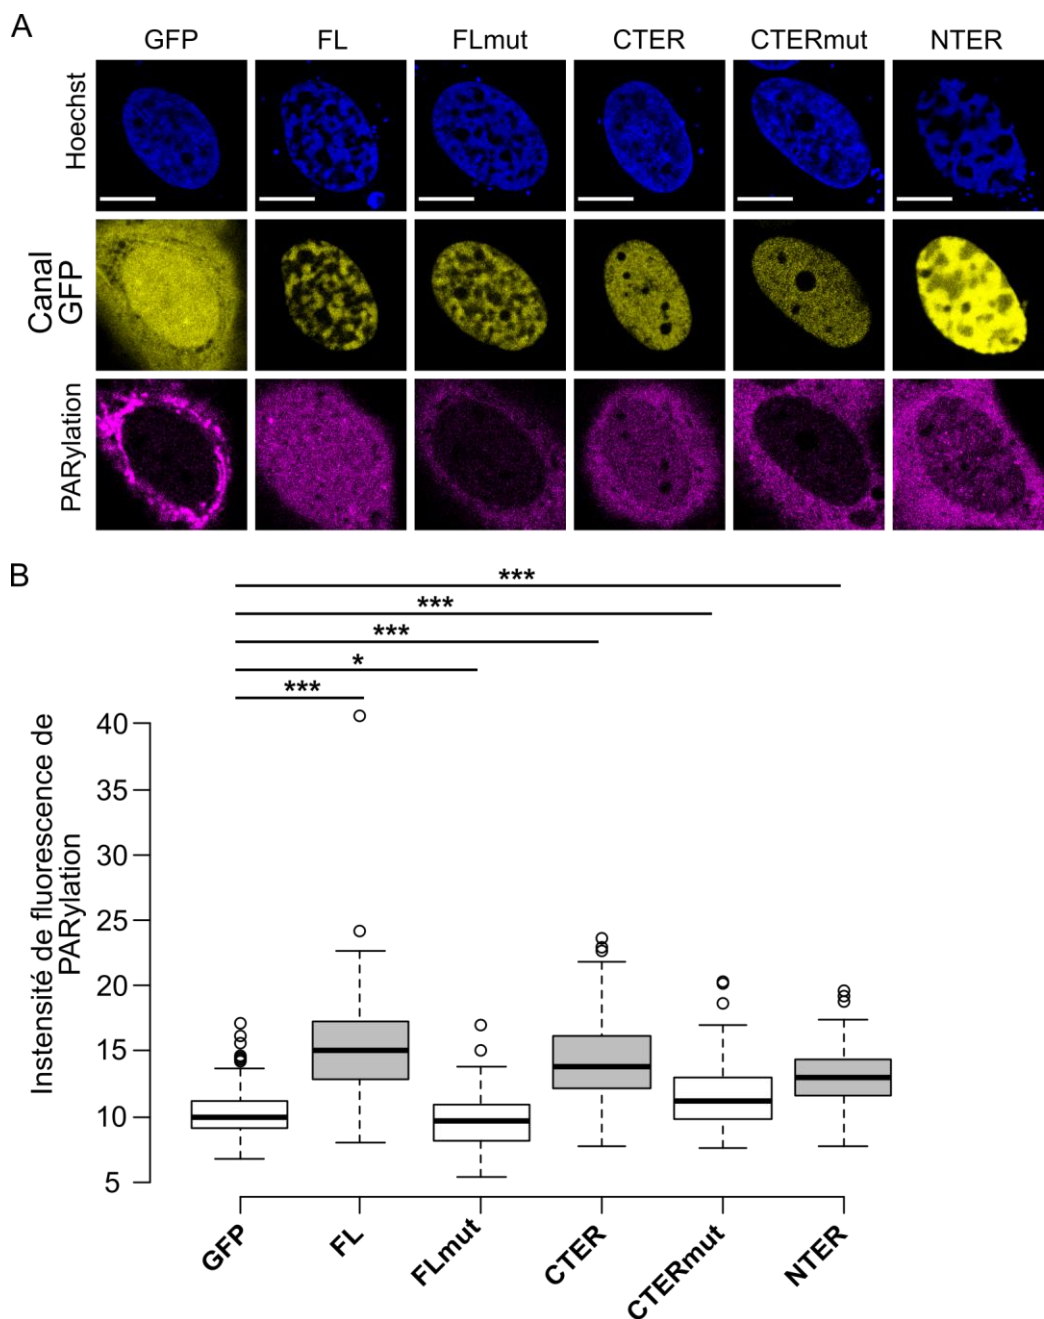 A
GFP FL FLmut CTER CTERmut NTER
Hoechst
Canal
GFP
PARylation
B
***
***
***
*
***
Instensité de fluorescence de
PARylation
40
35
30
25
20
15
10
5
GFP FL FLmut CTER CTERmut NTER